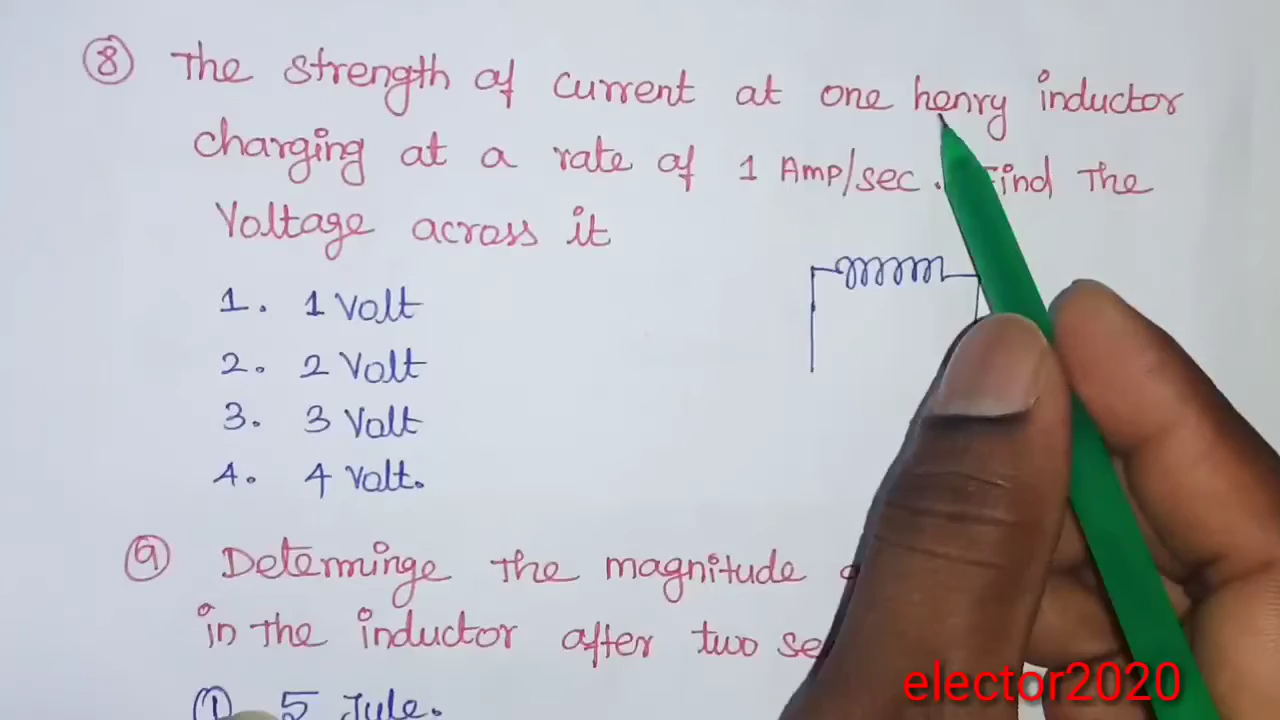 ⑧ The strength of current at one henry inductor
charging at a rate of 1 Amp/sec. Find The
Voltage across it
1. 1 Volt
2. 2 Volt
3. 3 Volt
4. 4 Volt.
⑨ Determinge the magnitude
in the inductor after two
① 5 Jule.
elector2020